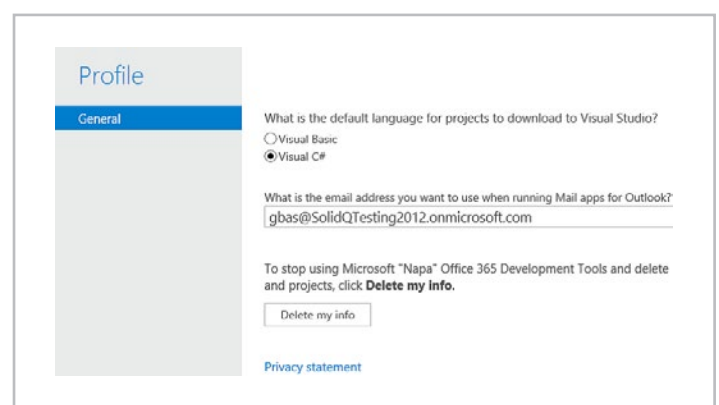 Profile
General
What is the default language for projects to download to Visual Studio?
Visual Basic
Visual C#
What is the email address you want to use when running Mail apps for Outlook?
gbas@SolidQTesting2012.onmicrosoft.com
To stop using Microsoft "Napa" Office 365 Development Tools and delete
and projects, click Delete my info.
Delete my info
Privacy statement